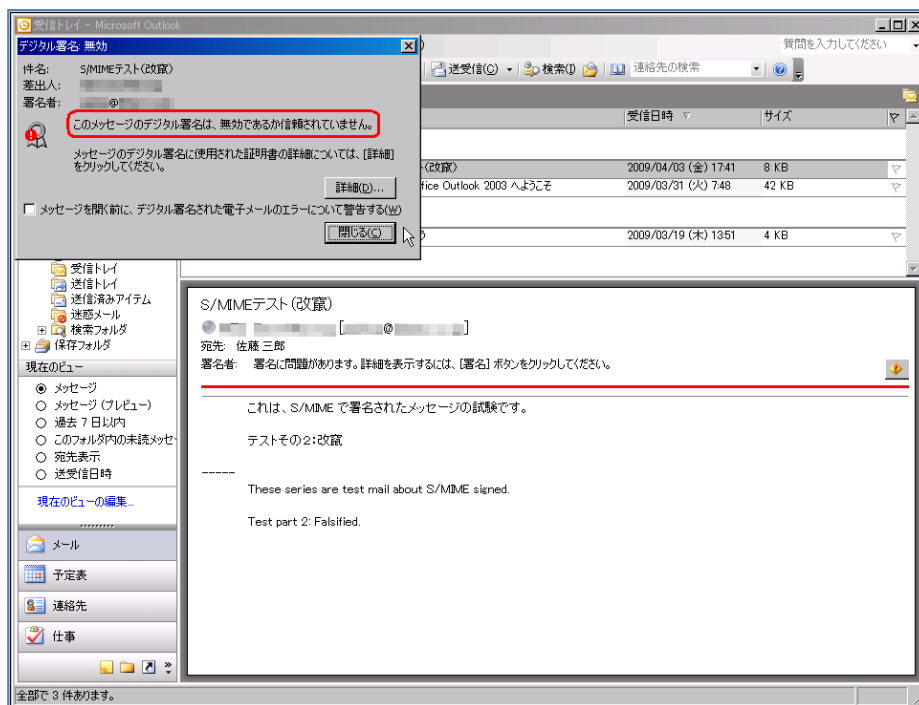 受信トレイ - Microsoft Outlook
デジタル署名: 無効
質問を入力してください
件名: S/MIMEテスト(改竄)
差出人:
署名者: @
このメッセージのデジタル署名は、無効であるか信頼されていません。
メッセージのデジタル署名に使用された証明書の詳細については、[詳細]
をクリックしてください。
詳細(D)...
メッセージを開く前に、デジタル署名された電子メールのエラーについて警告する(W)
閉じる(C)
送受信(C)
検索(I)
連絡先の検索
受信日時
サイズ
(改竄)
2009/04/03 (金) 17:41
8 KB
fice Outlook 2003 へようこそ
2009/03/31 (火) 7:48
42 KB
2009/03/19 (木) 13:51
4 KB
受信トレイ
送信トレイ
送信済みアイテム
迷惑メール
検索フォルダ
保存フォルダ
現在のビュー
メッセージ
メッセージ (プレビュー)
過去 7 日以内
このフォルダ内の未読メッセ
宛先表示
送受信日時
現在のビューの編集...
メール
予定表
連絡先
仕事
S/MIMEテスト(改竄)
[ @ ]
宛先: 佐藤 三郎
署名者: 署名に問題があります。詳細を表示するには、[署名] ボタンをクリックしてください。
これは、S/MIME で署名されたメッセージの試験です。
テストその2:改竄
-----
These series are test mail about S/MIME signed.
Test part 2: Falsified.
全部で 3 件あります。